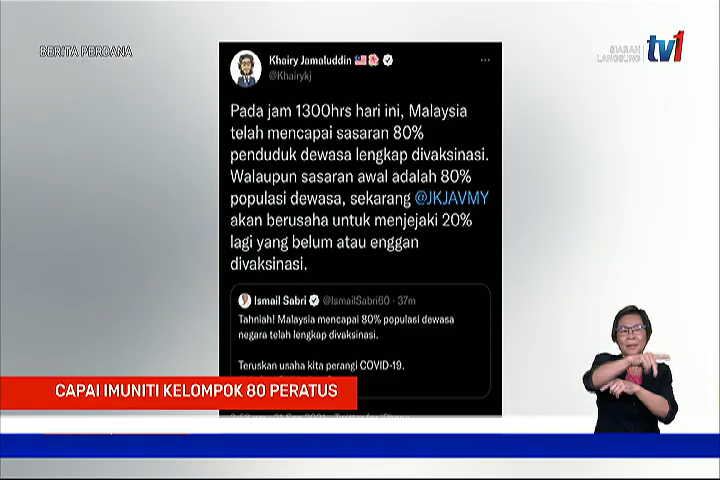 BERITA PERDANA
SIARAN
LANGSUNG
tv1
Khairy Jamaluddin
@Khairykj
Pada jam 1300hrs hari ini, Malaysia
telah mencapai sasaran 80%
penduduk dewasa lengkap divaksinasi.
Walaupun sasaran awal adalah 80%
populasi dewasa, sekarang @JKJAVMY
akan berusaha untuk menjejaki 20%
lagi yang belum atau enggan
divaksinasi.
Ismail Sabri @IsmailSabri60 · 37m
Tahniah! Malaysia mencapai 80% populasi dewasa
negara telah lengkap divaksinasi.
Teruskan usaha kita perangi COVID-19.
CAPAI IMUNITI KELOMPOK 80 PERATUS